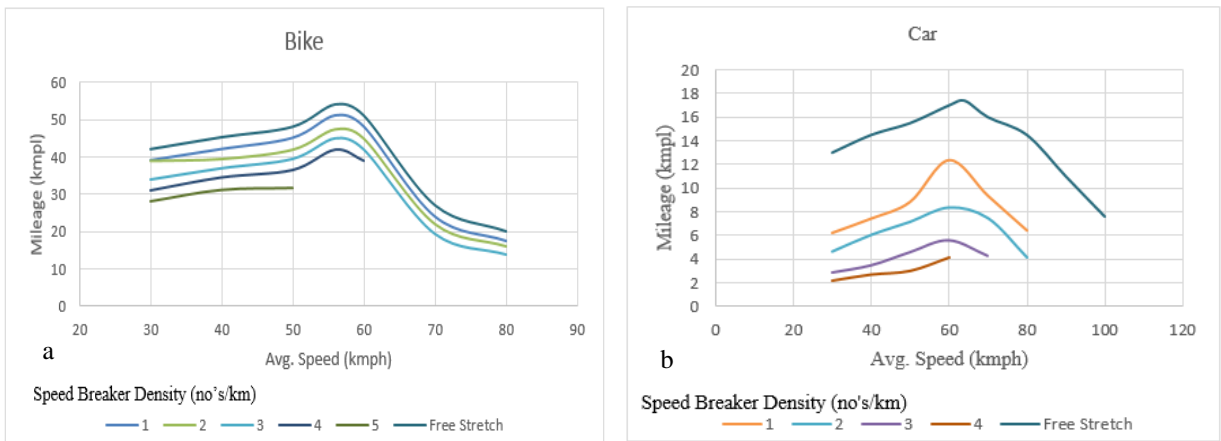 Bike
Mileage (kmpl)
60
50
40
30
20
10
0
20 30 40 50 60 70 80 90
a
Avg. Speed (kmph)
Speed Breaker Density (no's/km)
1 2 3 4 5 Free Stretch
Car
Mileage (kmpl)
20
18
16
14
12
10
8
6
4
2
0
0 20 40 60 80 100 120
b
Avg. Speed (kmph)
Speed Breaker Density (no's/km)
1 2 3 4 Free Stretch